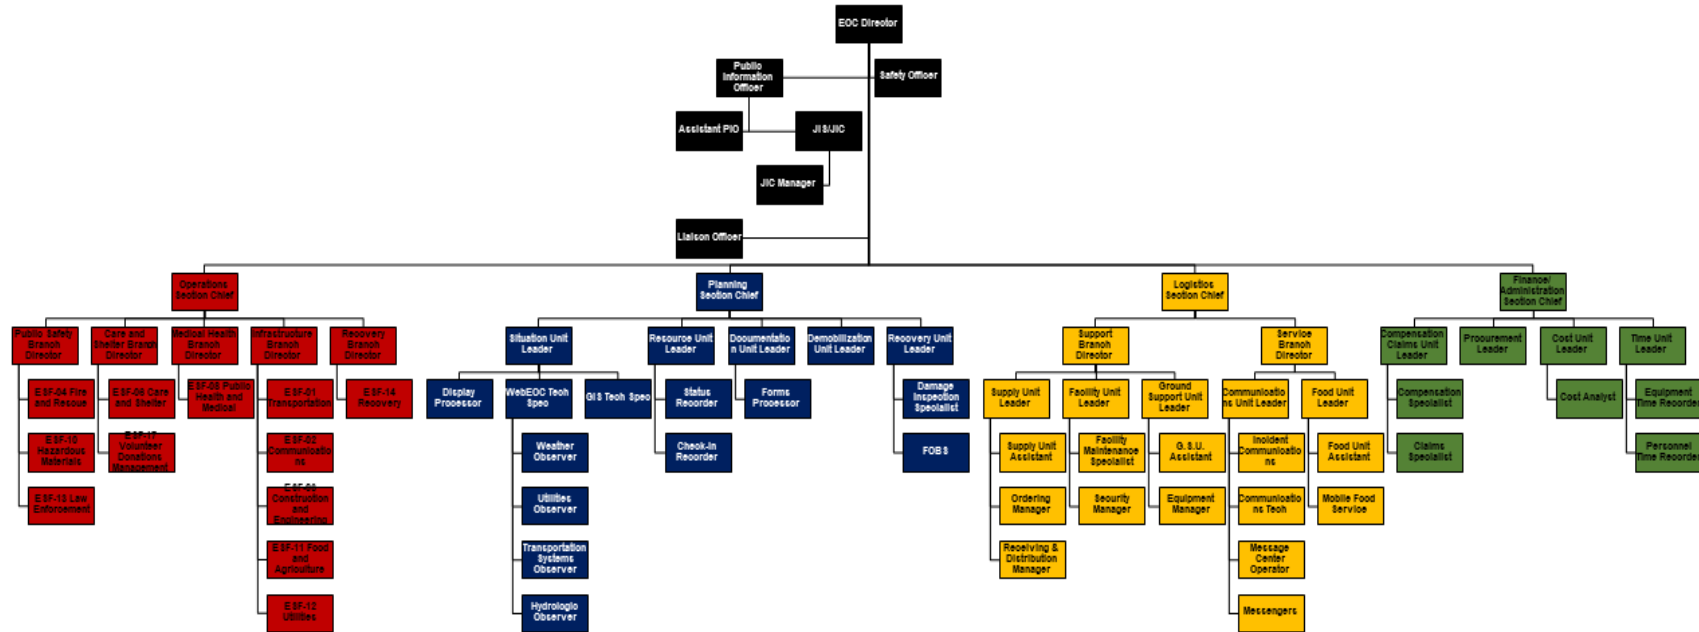 EOC Director
Public
Information
Officer
Safety Officer
Assistant PIO
JIS/JIC
JIC Manager
Liaison Officer
Operations
Section Chief
Planning
Section Chief
Logistics
Section Chief
Finance/
Administration
Section Chief
Public Safety
Branch
Director
Care and
Shelter Branch
Director
Medical Health
Branch
Director
Infrastructure
Branch
Director
Recovery
Branch
Director
Situation Unit
Leader
Resource Unit
Leader
Documentatio
n Unit Leader
Demobilization
Unit Leader
Recovery Unit
Leader
Support
Branch
Director
Service
Branch
Director
Compensation
Claims Unit
Leader
Procurement
Leader
Cost Unit
Leader
Time Unit
Leader
ESF-04 Fire
and Rescue
ESF-06 Care
and Shelter
ESF-08 Public
Health and
Medical
ESF-01
Transportation
ESF-14
Recovery
Display
Processor
WebEOC Tech
Spec
GIS Tech Spec
Status
Recorder
Forms
Processor
Damage
Inspection
Specialist
Supply Unit
Leader
Facility Unit
Leader
Ground
Support Unit
Leader
Communicatio
ns Unit Leader
Food Unit
Leader
Compensation
Specialist
Cost Analyst
Equipment
Time Recorder
ESF-10
Hazardous
Materials
ESF-17
Volunteer
Donations
Management
ESF-02
Communicatio
ns
Weather
Observer
Check-in
Recorder
FOBS
Supply Unit
Assistant
Facility
Maintenance
Specialist
G.S.U.
Assistant
Incident
Communicatio
ns
Food Unit
Assistant
Claims
Specialist
Personnel
Time Recorder
ESF-13 Law
Enforcement
ESF-03
Construction
and
Engineering
Utilities
Observer
Ordering
Manager
Security
Manager
Equipment
Manager
Communicatio
ns Tech
Mobile Food
Service
ESF-11 Food
and
Agriculture
Transportation
Systems
Observer
Receiving &
Distribution
Manager
Message
Center
Operator
ESF-12
Utilities
Hydrologic
Observer
Messengers